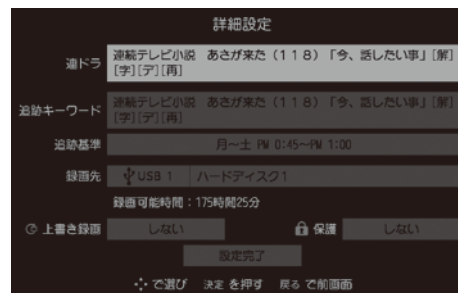 詳細設定
連ドラ 連続テレビ小説 あさが来た（118）「今、話したい事」[解][字][デ][再]
追跡キーワード 連続テレビ小説 あさが来た（118）「今、話したい事」[解][字][デ][再]
追跡基準 月~土 PM 0:45~PM 1:00
録画先 USB 1 ハードディスク1
録画可能時間：175時間25分
上書き録画 しない 保護 しない
設定完了
で選び 決定 を押す 戻る で前画面